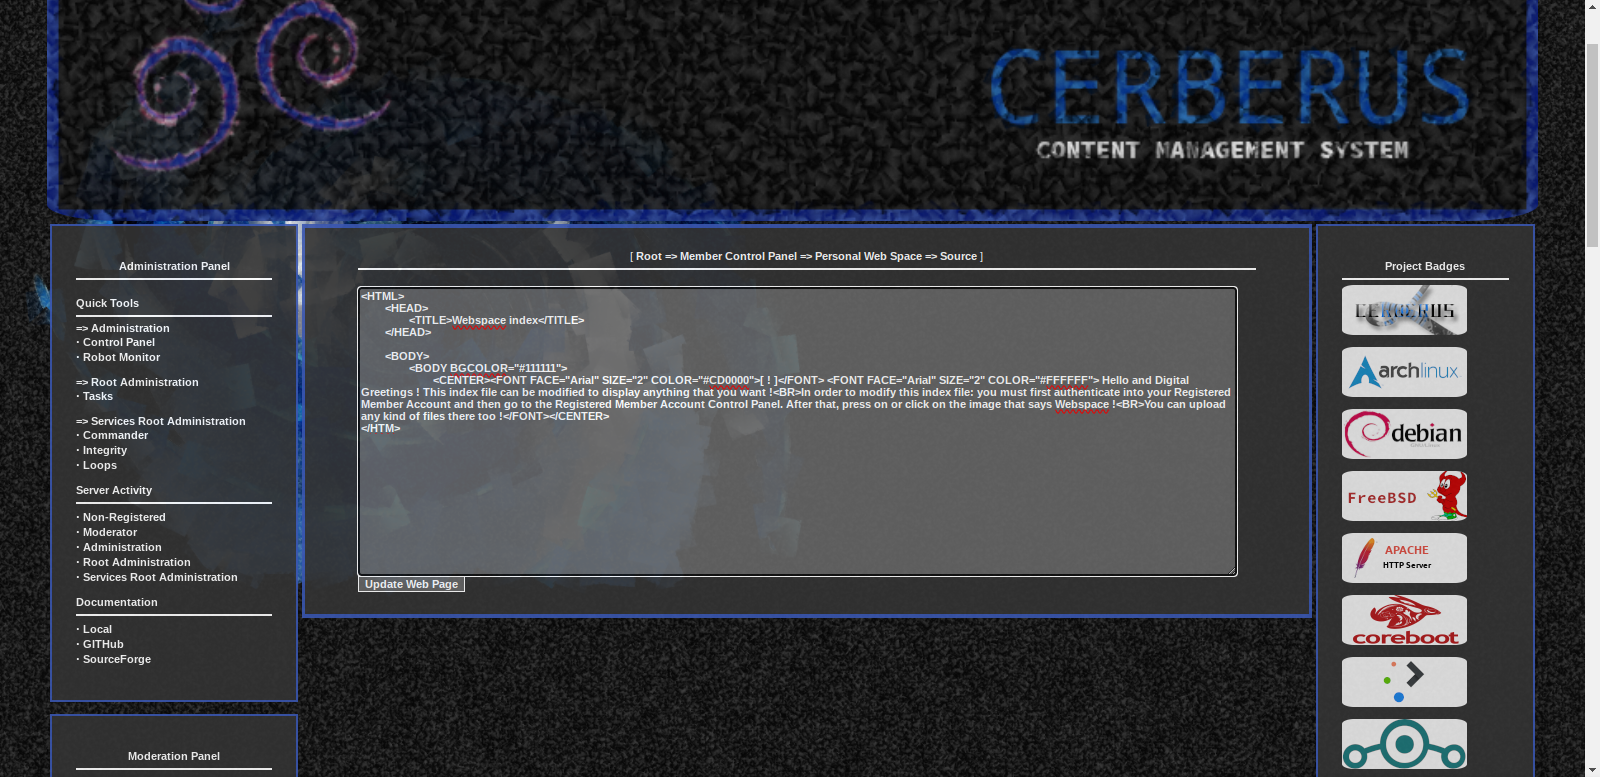 CERBERUS
CONTENT MANAGEMENT SYSTEM
Administration Panel
Quick Tools
=> Administration
· Control Panel
· Robot Monitor
=> Root Administration
· Tasks
=> Services Root Administration
· Commander
· Integrity
· Loops
Server Activity
· Non-Registered
· Moderator
· Administration
· Root Administration
· Services Root Administration
Documentation
· Local
· GITHub
· SourceForge
Moderation Panel
[ Root => Member Control Panel => Personal Web Space => Source ]
<HTML>
<HEAD>
<TITLE>Webspace index</TITLE>
</HEAD>
<BODY>
<BODY BGCOLOR="#111111">
<CENTER><FONT FACE="Arial" SIZE="2" COLOR="#CD0000">[ ! ]</FONT> <FONT FACE="Arial" SIZE="2" COLOR="#FFFFFF"> Hello and Digital
Greetings ! This index file can be modified to display anything that you want !<BR>In order to modify this index file: you must first authenticate into your Registered
Member Account and then go to the Registered Member Account Control Panel. After that, press on or click on the image that says Webspace !<BR>You can upload
any kind of files there too !</FONT></CENTER>
</HTM>
Update Web Page
Project Badges
CERBERUS
archlinux
debian
FreeBSD
APACHE
HTTP Server
coreboot